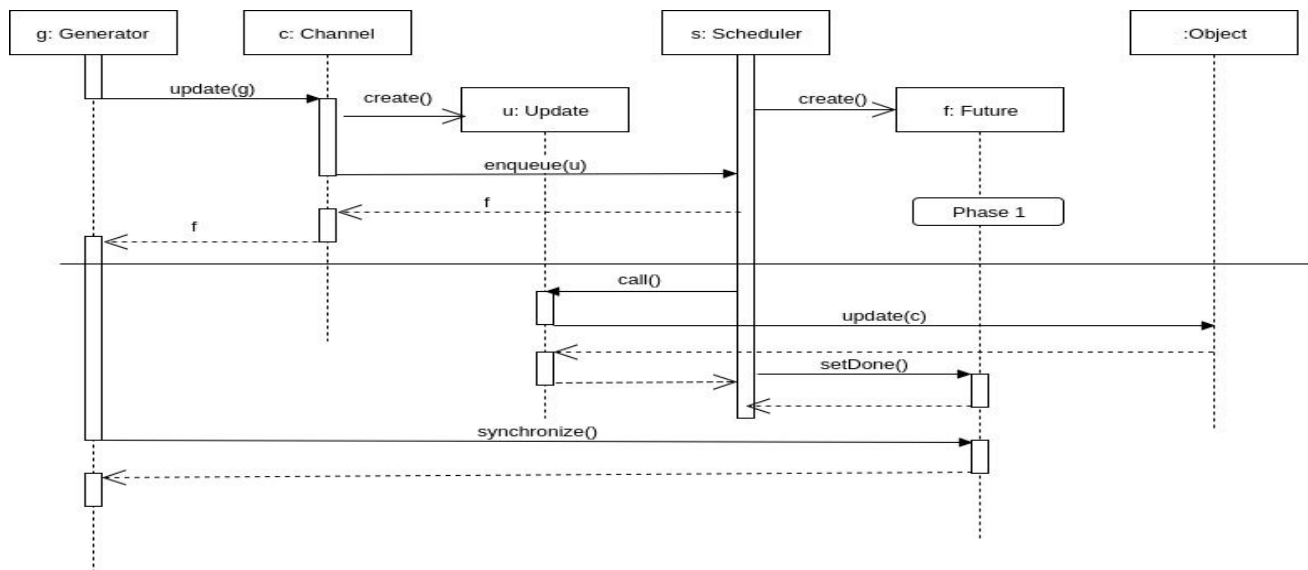 g: Generator
c: Channel
s: Scheduler
:Object
update(g)
create()
u: Update
create()
f: Future
enqueue(u)
f
Phase 1
f
call()
update(c)
setDone()
synchronize()